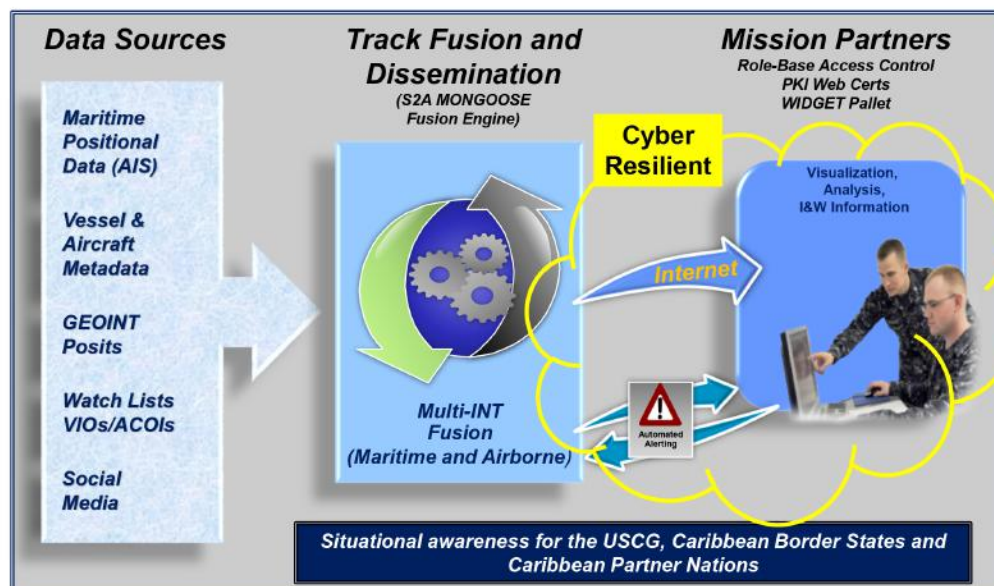 Data Sources
Maritime
Positional
Data (AIS)
Vessel &
Aircraft
Metadata
GEOINT
Posits
Watch Lists
VIOs/ACOIs
Social
Media
Track Fusion and
Dissemination
(S2A MONGOOSE
Fusion Engine)
Multi-INT
Fusion
(Maritime and Airborne)
Cyber
Resilient
Internet
Automated
Alerting
Mission Partners
Role-Base Access Control
PKI Web Certs
WIDGET Pallet
Visualization,
Analysis,
I&W Information
Situational awareness for the USCG, Caribbean Border States and
Caribbean Partner Nations